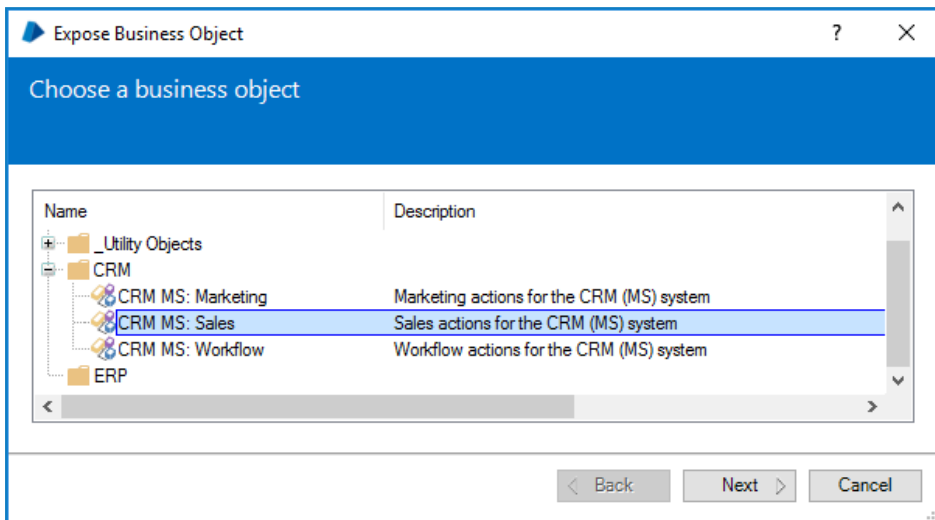 Expose Business Object
?
Choose a business object
Name Description
_Utility Objects
CRM
CRM MS: Marketing Marketing actions for the CRM (MS) system
CRM MS: Sales Sales actions for the CRM (MS) system
CRM MS: Workflow Workflow actions for the CRM (MS) system
ERP
Back Next Cancel